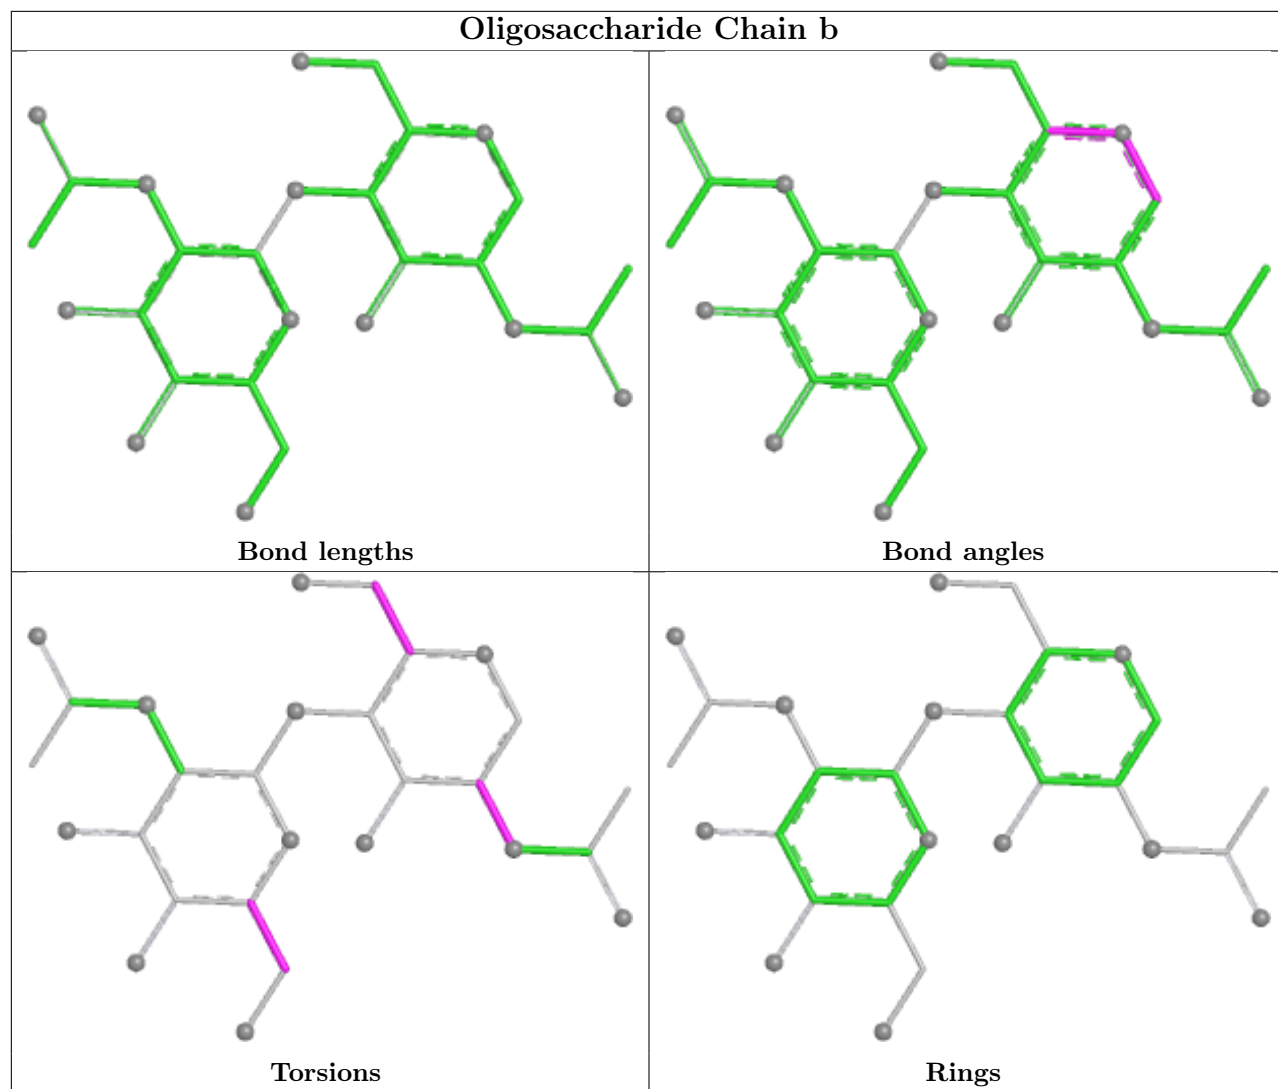 Oligosaccharide Chain b
Bond lengths
Bond angles
Torsions
Rings